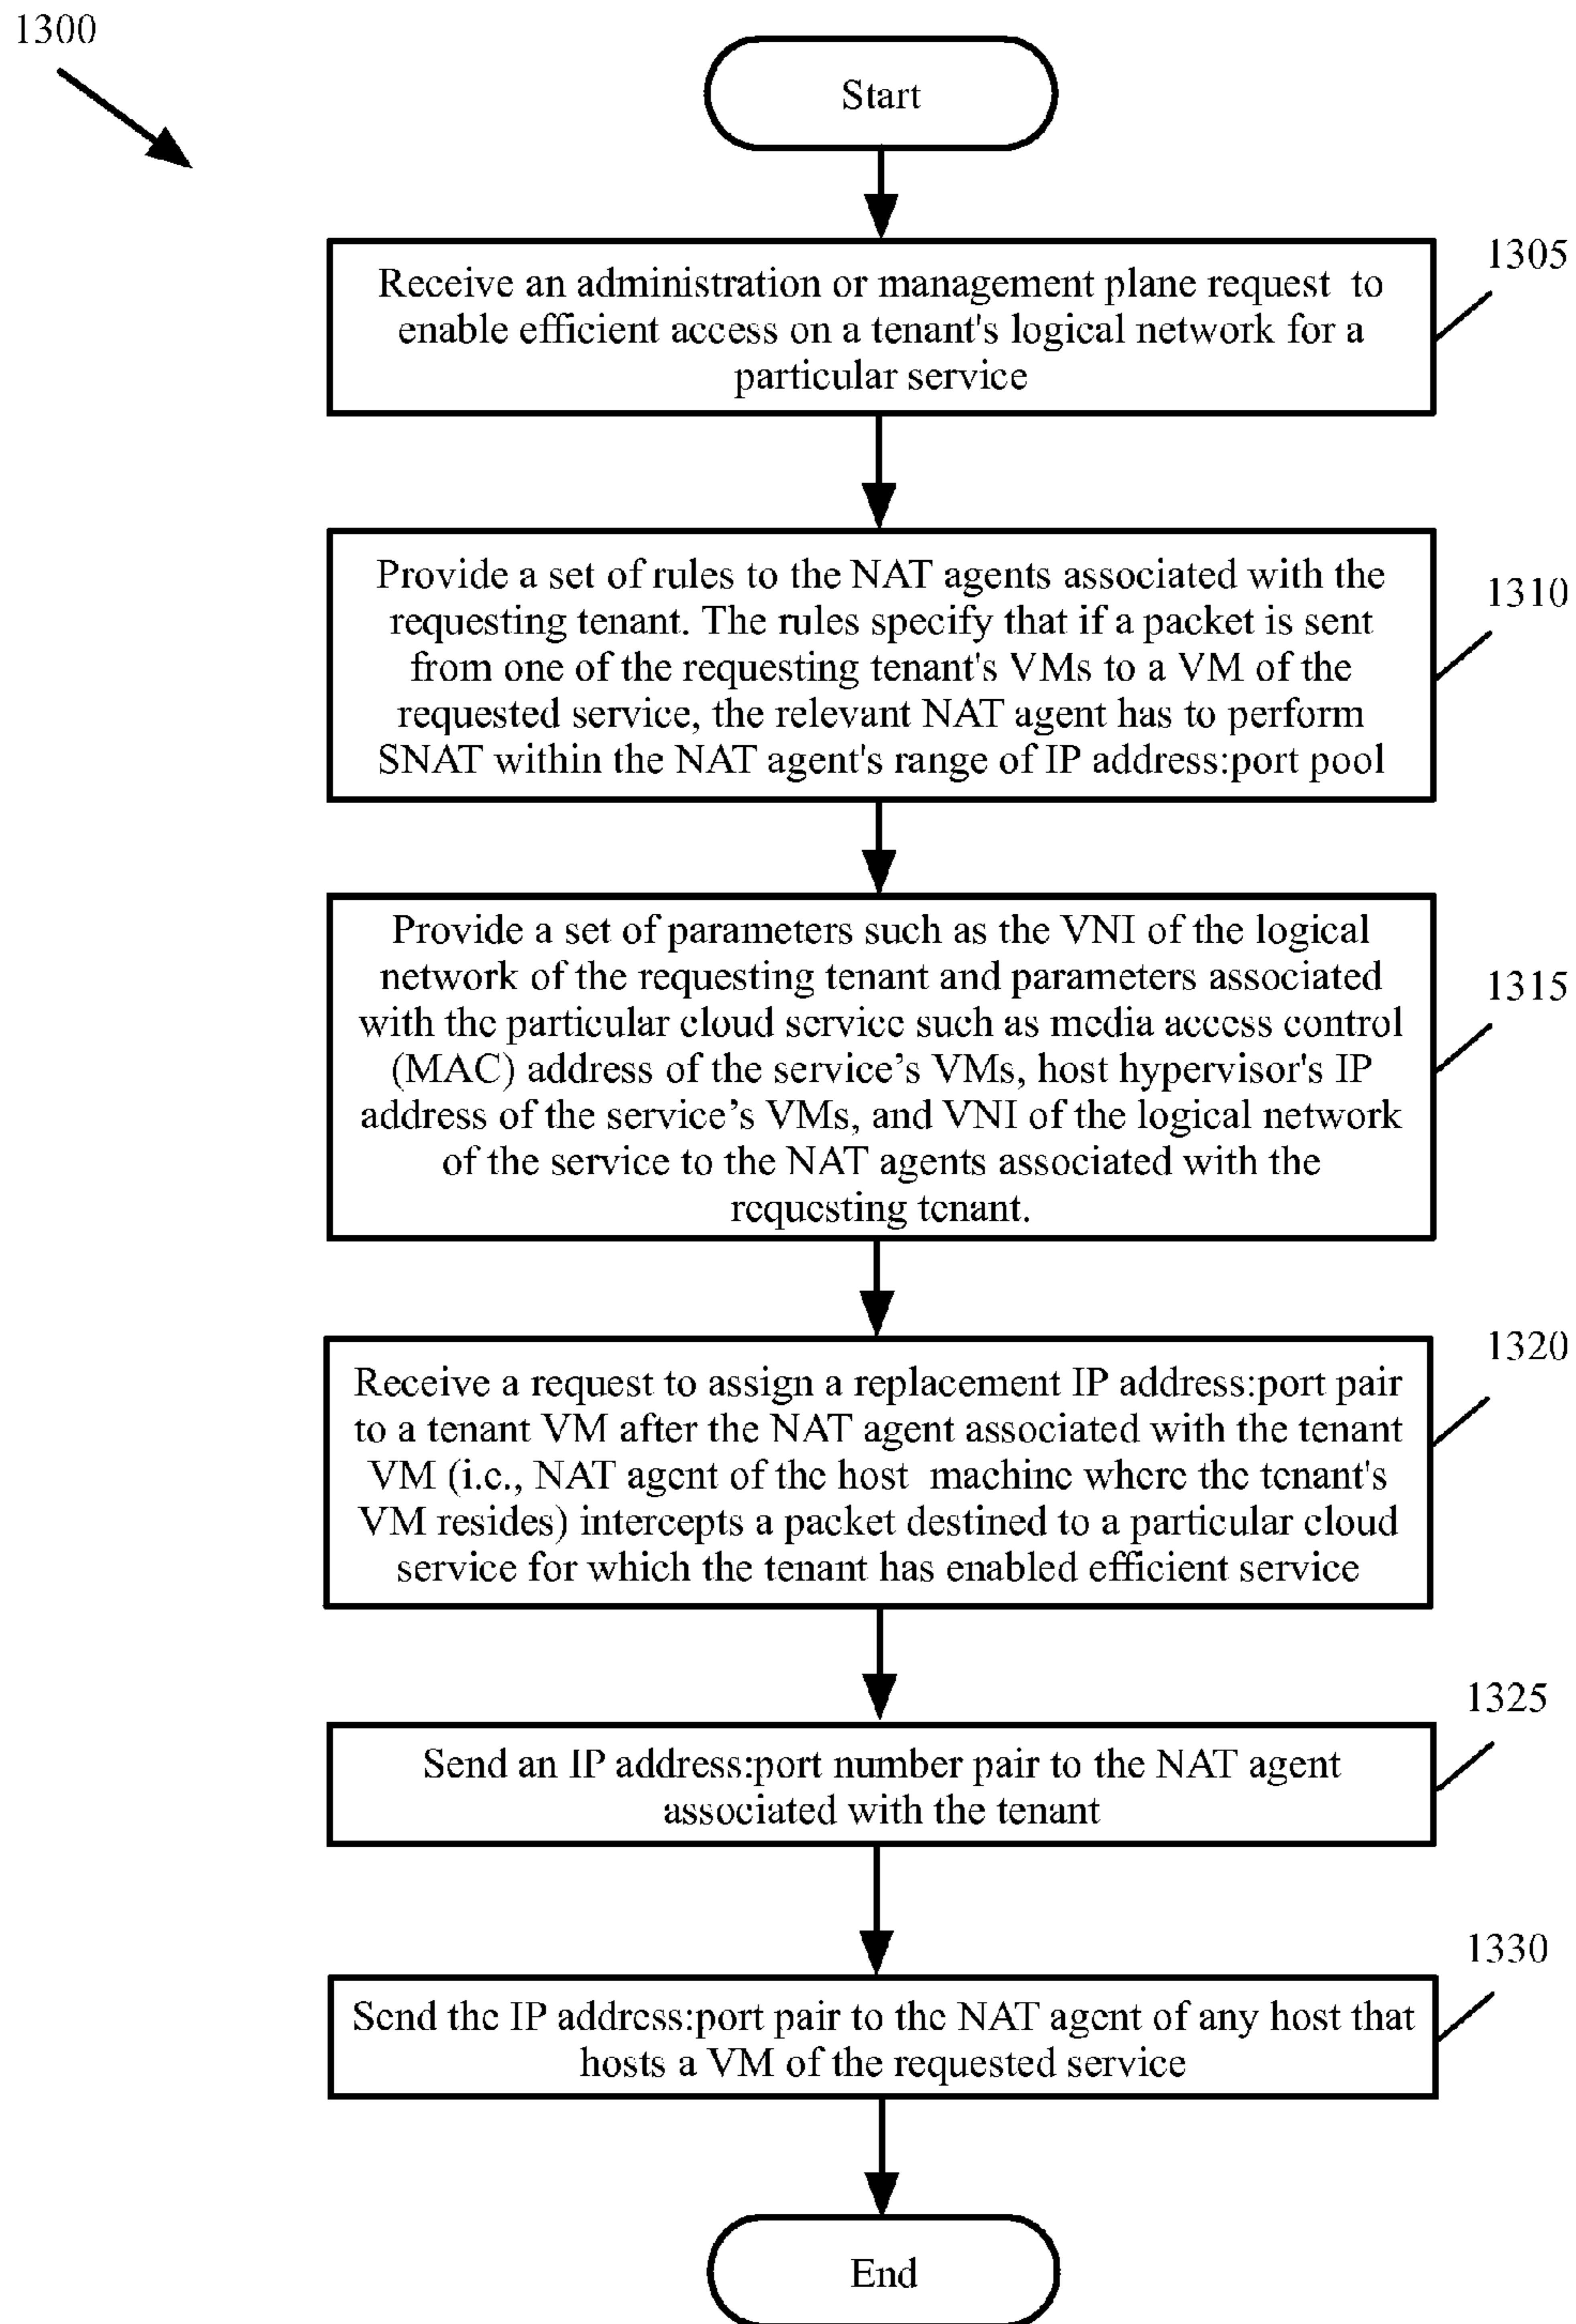 1300
Start
1305
Receive an administration or management plane request to
enable efficient access on a tenant's logical network for a
particular service
1310
Provide a set of rules to the NAT agents associated with the
requesting tenant. The rules specify that if a packet is sent
from one of the requesting tenant's VMs to a VM of the
requested service, the relevant NAT agent has to perform
SNAT within the NAT agent's range of IP address:port pool
1315
Provide a set of parameters such as the VNI of the logical
network of the requesting tenant and parameters associated
with the particular cloud service such as media access control
(MAC) address of the service’s VMs, host hypervisor's IP
address of the service’s VMs, and VNI of the logical network
of the service to the NAT agents associated with the
requesting tenant.
1320
Receive a request to assign a replacement IP address:port pair
to a tenant VM after the NAT agent associated with the tenant
VM (i.e., NAT agent of the host machine where the tenant's
VM resides) intercepts a packet destined to a particular cloud
service for which the tenant has enabled efficient service
1325
Send an IP address:port number pair to the NAT agent
associated with the tenant
1330
Send the IP address:port pair to the NAT agent of any host that
hosts a VM of the requested service
End